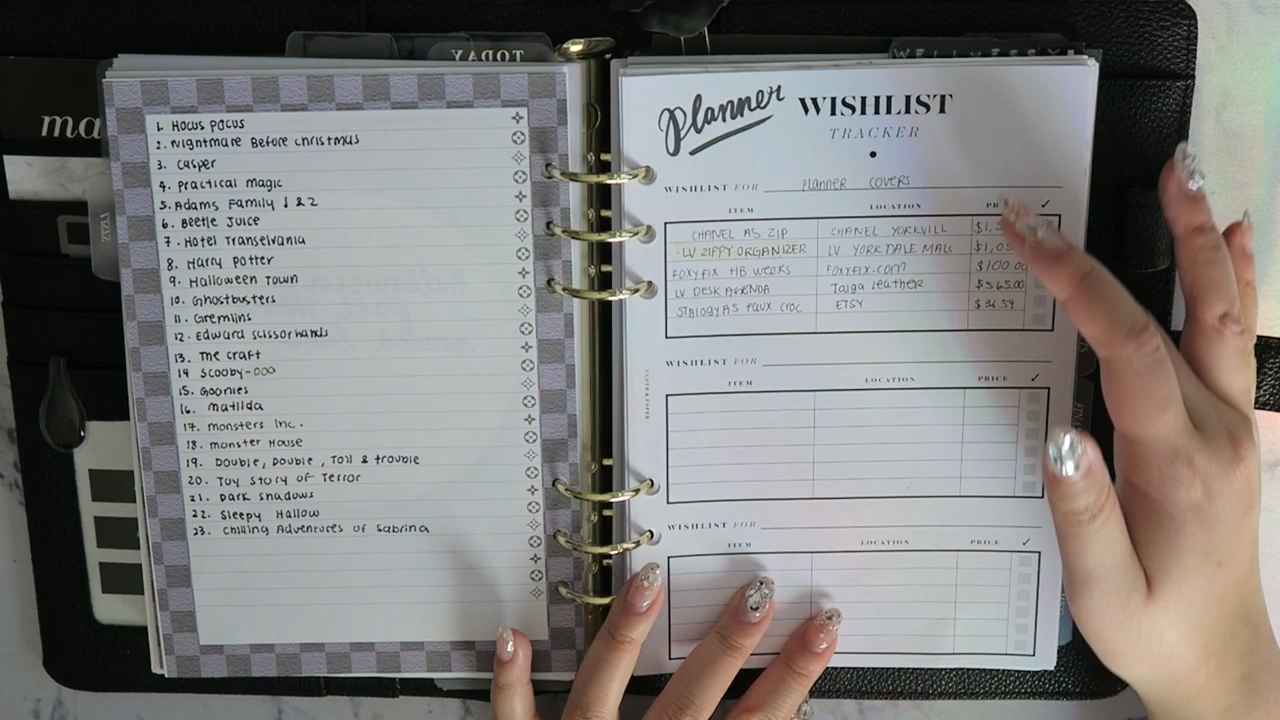 TODAY
WELLNESS
ma
1. Hocus Pocus
2. Nightmare Before Christmas
3. Casper
4. Practical Magic
5. Adams Family 1 & 2
6. Beetle Juice
7. Hotel Transelvania
8. Harry Potter
9. Halloween Town
10. Ghostbusters
11. Gremlins
12. Edward Scissorhands
13. The Craft
14 Scooby-ooo
15. Goonies
16. Matilda
17. Monsters Inc.
18. Monster House
19. Double, Double, Toil & Trouble
20. Toy Story of Terror
21. Dark Shadows
22. Sleepy Hallow
23. Chilling Adventures of Sabrina
Planner WISHLIST
TRACKER
WISHLIST FOR Planner Covers
ITEM LOCATION
CHANEL A5 ZIP CHANEL YORKVILL
LV ZIPPY ORGANIZER LV YORKDALE MALL
FOXYFIX HB WEEKS FOXYFIX.COM $100.00
LV DESK AGENDA Taiga leather $565.00
STALOGY A5 FAUX CROC ETSY $36.54
WISHLIST FOR
ITEM LOCATION PRICE ✓
WISHLIST FOR
ITEM LOCATION PRICE ✓